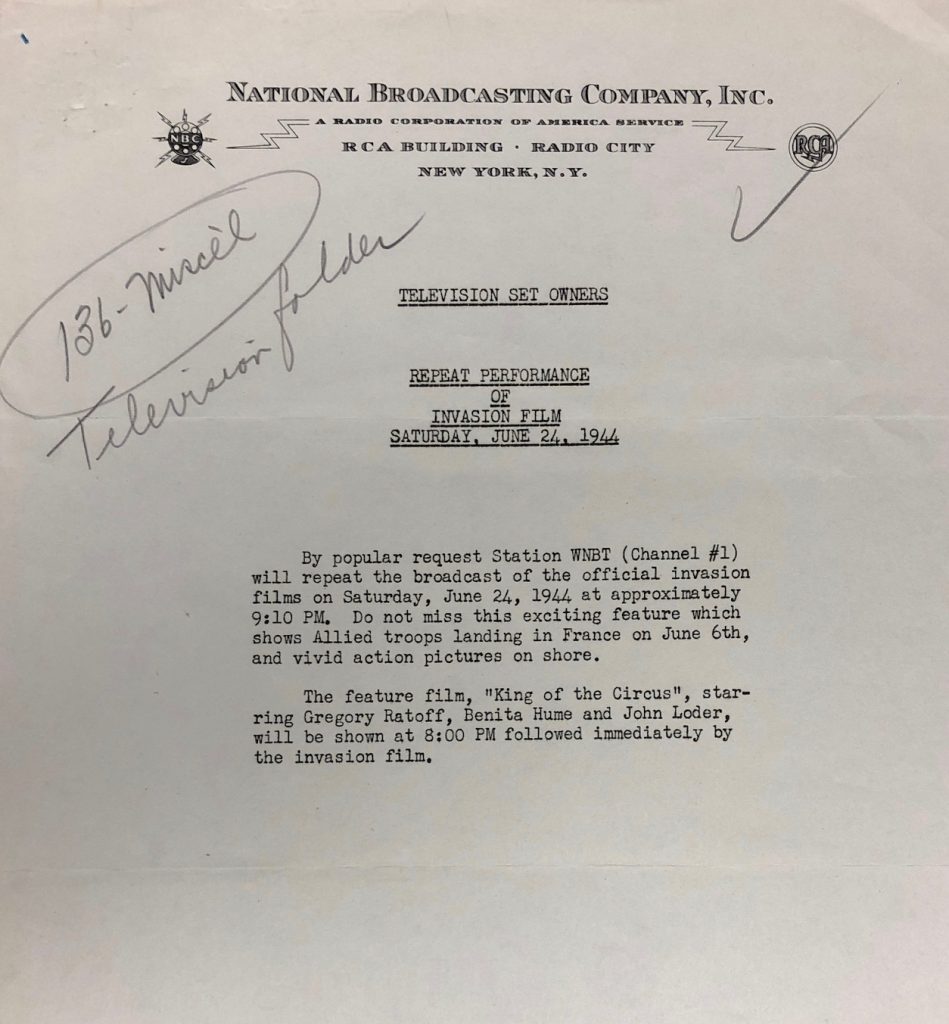 NATIONAL BROADCASTING COMPANY, INC.
A RADIO CORPORATION OF AMERICA SERVICE
NBC
RCA BUILDING · RADIO CITY
RCA
NEW YORK, N.Y.
136- Miscèl
Television folder
TELEVISION SET OWNERS
REPEAT PERFORMANCE
OF
INVASION FILM
SATURDAY, JUNE 24, 1944
By popular request Station WNBT (Channel #1)
will repeat the broadcast of the official invasion
films on Saturday, June 24, 1944 at approximately
9:10 PM. Do not miss this exciting feature which
shows Allied troops landing in France on June 6th,
and vivid action pictures on shore.
The feature film, "King of the Circus", star-
ring Gregory Ratoff, Benita Hume and John Loder,
will be shown at 8:00 PM followed immediately by
the invasion film.